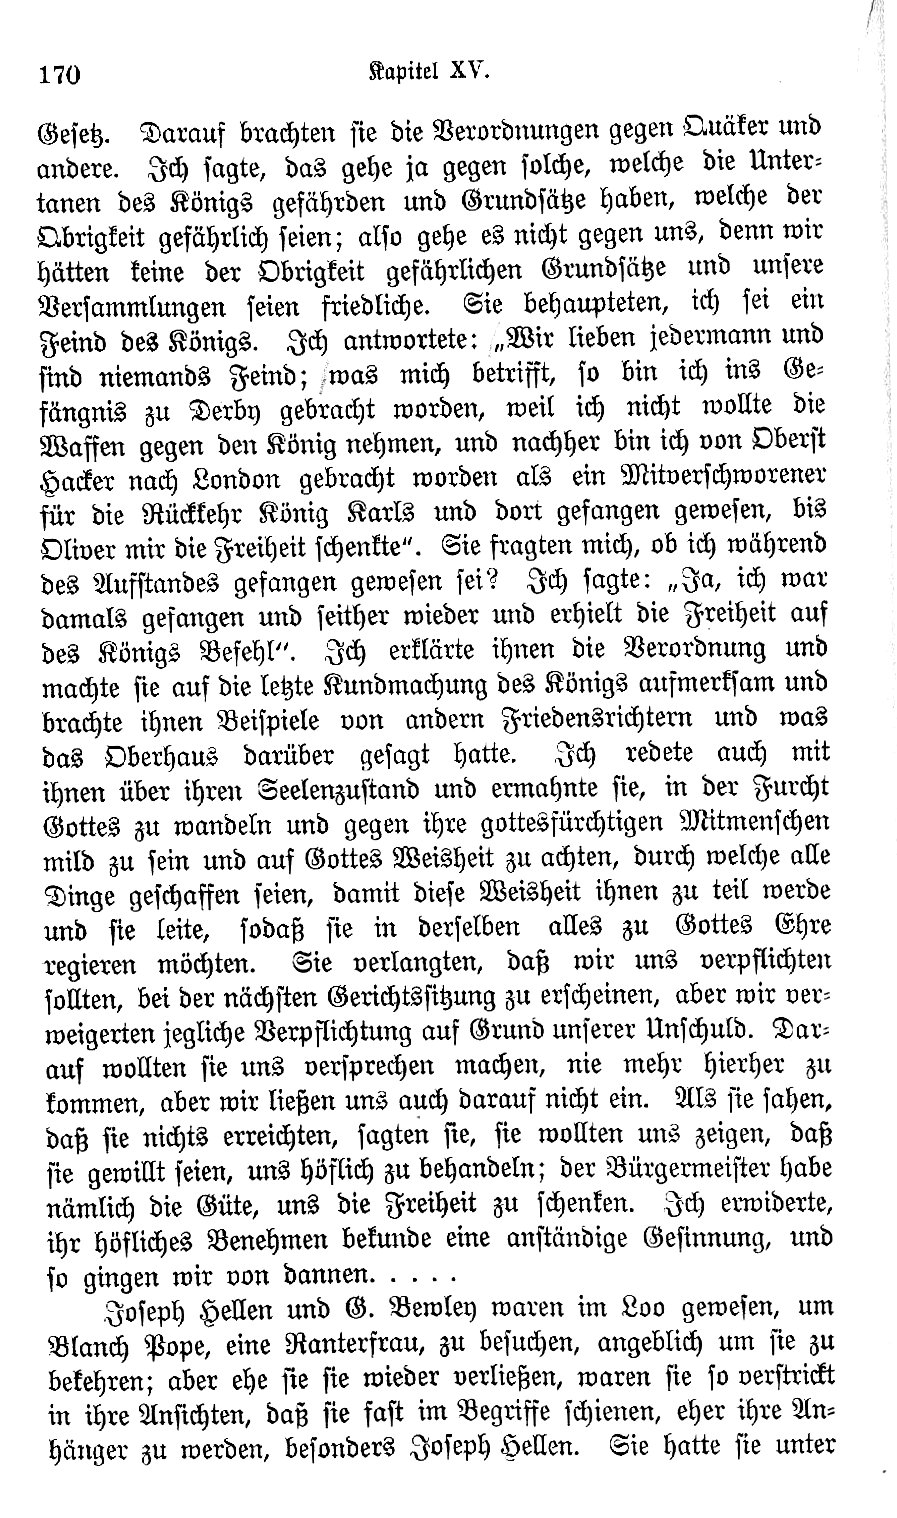 170 Kapitel XV.
Gesetz. Darauf brachten sie die Verordnungen gegen Quäker und
andere. Ich sagte, das gehe ja gegen solche, welche die Unter-
tanen des Königs gefährden und Grundsätze haben, welche der
Obrigkeit gefährlich seien; also gehe es nicht gegen uns, denn wir
hätten keine der Obrigkeit gefährlichen Grundsätze und unsere
Versammlungen seien friedliche. Sie behaupteten, ich sei ein
Feind des Königs. Ich antwortete: „Wir lieben jedermann und
sind niemands Feind; was mich betrifft, so bin ich ins Ge-
fängnis zu Derby gebracht worden, weil ich nicht wollte die
Waffen gegen den König nehmen, und nachher bin ich von Oberst
Hacker nach London gebracht worden als ein Mitverschworener
für die Rückkehr König Karls und dort gefangen gewesen, bis
Oliver mir die Freiheit schenkte“. Sie fragten mich, ob ich während
des Aufstandes gefangen gewesen sei? Ich sagte: „Ja, ich war
damals gefangen und seither wieder und erhielt die Freiheit auf
des Königs Befehl“. Ich erklärte ihnen die Verordnung und
machte sie auf die letzte Kundmachung des Königs aufmerksam und
brachte ihnen Beispiele von andern Friedensrichtern und was
das Oberhaus darüber gesagt hatte. Ich redete auch mit
ihnen über ihren Seelenzustand und ermahnte sie, in der Furcht
Gottes zu wandeln und gegen ihre gottesfürchtigen Mitmenschen
mild zu sein und auf Gottes Weisheit zu achten, durch welche alle
Dinge geschaffen seien, damit diese Weisheit ihnen zu teil werde
und sie leite, sodaß sie in derselben alles zu Gottes Ehre
regieren möchten. Sie verlangten, daß wir uns verpflichten
sollten, bei der nächsten Gerichtssitzung zu erscheinen, aber wir ver-
weigerten jegliche Verpflichtung auf Grund unserer Unschuld. Dar-
auf wollten sie uns versprechen machen, nie mehr hierher zu
kommen, aber wir ließen uns auch darauf nicht ein. Als sie sahen,
daß sie nichts erreichten, sagten sie, sie wollten uns zeigen, daß
sie gewillt seien, uns höflich zu behandeln; der Bürgermeister habe
nämlich die Güte, uns die Freiheit zu schenken. Ich erwiderte,
ihr höfliches Benehmen bekunde eine anständige Gesinnung, und
so gingen wir von dannen. . . . .
Joseph Hellen und G. Bewley waren im Loo gewesen, um
Blanch Pope, eine Ranterfrau, zu besuchen, angeblich um sie zu
bekehren; aber ehe sie sie wieder verließen, waren sie so verstrickt
in ihre Ansichten, daß sie fast im Begriffe schienen, eher ihre An-
hänger zu werden, besonders Joseph Hellen. Sie hatte sie unter